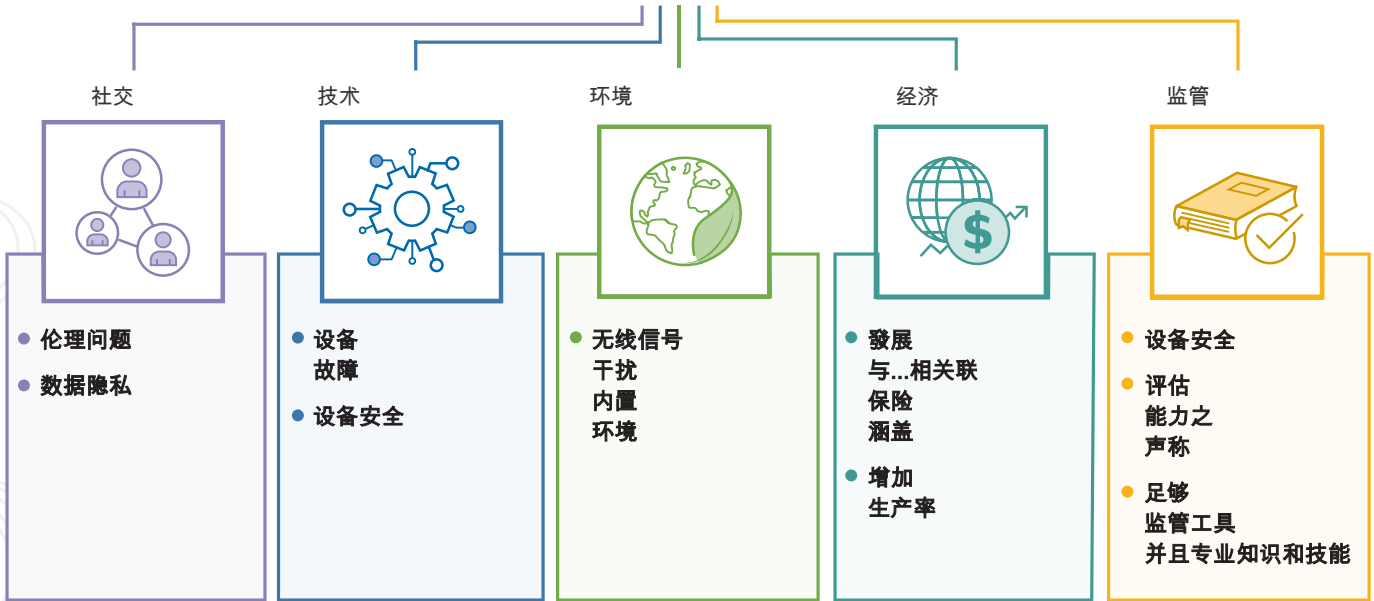 社交
技术
环境
经济
监管
伦理问题
数据隐私
设备
故障
设备安全
无线信号
干扰
内置
环境
$
發展
与...相关联
保险
涵盖
增加
生产率
设备安全
评估
能力之
声称
足够
监管工具
并且专业知识和技能